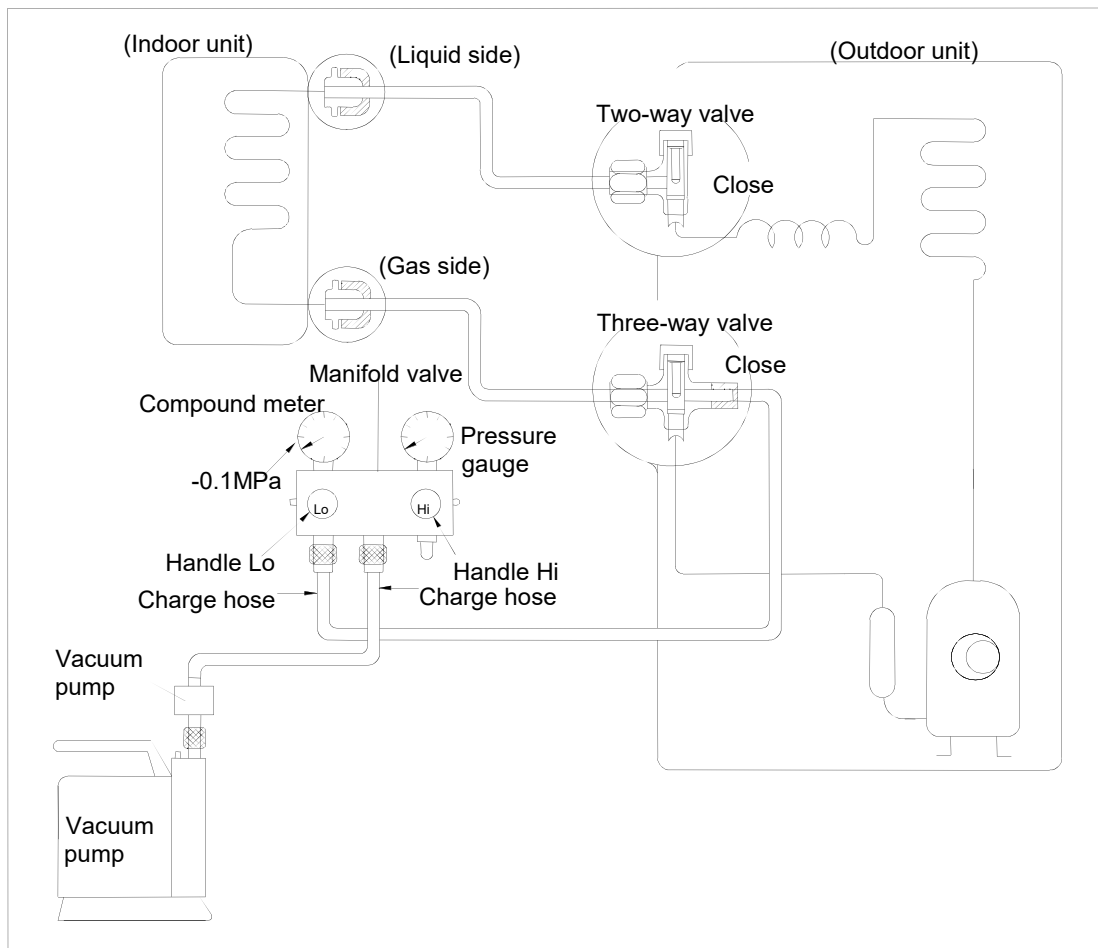 (Indoor unit)
(Liquid side)
(Outdoor unit)
Two-way valve
Close
(Gas side)
Three-way valve
Close
Manifold valve
Compound meter
Pressure
gauge
-0.1MPa
Lo
Hi
Handle Lo
Handle Hi
Charge hose
Charge hose
Vacuum
pump
Vacuum
pump